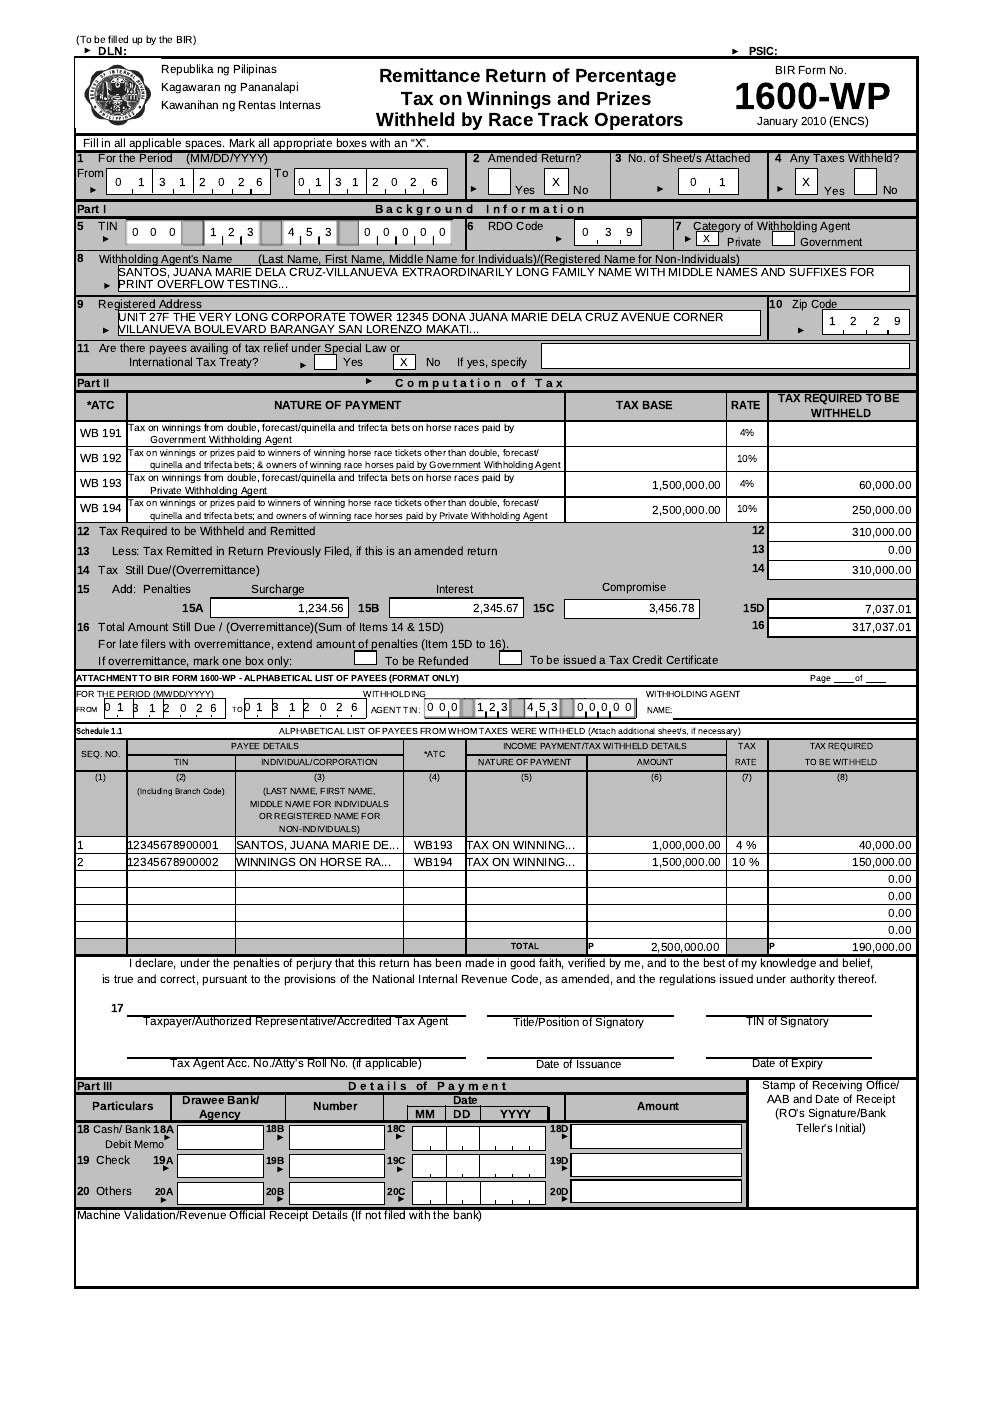 (To be filled up by the BIR)
► DLN: ► PSIC:
Republika ng Pilipinas
Kagawaran ng Pananalapi
Kawanihan ng Rentas Internas
Remittance Return of Percentage
Tax on Winnings and Prizes
Withheld by Race Track Operators
BIR Form No.
1600-WP
January 2010 (ENCS)
Fill in all applicable spaces. Mark all appropriate boxes with an "X".
1 For the Period (MM/DD/YYYY) 2 Amended Return? 3 No. of Sheet/s Attached 4 Any Taxes Withheld?
From ► 0 1 3 1 2 0 2 6 To 0 1 3 1 2 0 2 6 ► Yes X No ► 0 1 ► X Yes No
Part I Background Information
5 TIN ► 0 0 0 1 2 3 4 5 3 0 0 0 0 0 6 RDO Code ► 0 3 9 7 Category of Withholding Agent
► X Private Government
8 Withholding Agent's Name (Last Name, First Name, Middle Name for Individuals)/(Registered Name for Non-Individuals)
► SANTOS, JUANA MARIE DELA CRUZ-VILLANUEVA EXTRAORDINARILY LONG FAMILY NAME WITH MIDDLE NAMES AND SUFFIXES FOR
PRINT OVERFLOW TESTING...
9 Registered Address 10 Zip Code
► UNIT 27F THE VERY LONG CORPORATE TOWER 12345 DONA JUANA MARIE DELA CRUZ AVENUE CORNER
VILLANUEVA BOULEVARD BARANGAY SAN LORENZO MAKATI... ► 1 2 2 9
11 Are there payees availing of tax relief under Special Law or
International Tax Treaty? ► Yes X No If yes, specify
Part II ► Computation of Tax
*ATC NATURE OF PAYMENT TAX BASE RATE TAX REQUIRED TO BE WITHHELD
WB 191 Tax on winnings from double, forecast/quinella and trifecta bets on horse races paid by
Government Withholding Agent 4%
WB 192 Tax on winnings or prizes paid to winners of winning horse race tickets other than double, forecast/
quinella and trifecta bets; & owners of winning race horses paid by Government Withholding Agent 10%
WB 193 Tax on winnings from double, forecast/quinella and trifecta bets on horse races paid by
Private Withholding Agent 1,500,000.00 4% 60,000.00
WB 194 Tax on winnings or prizes paid to winners of winning horse race tickets other than double, forecast/
quinella and trifecta bets; and owners of winning race horses paid by Private Withholding Agent 2,500,000.00 10% 250,000.00
12 Tax Required to be Withheld and Remitted 12 310,000.00
13 Less: Tax Remitted in Return Previously Filed, if this is an amended return 13 0.00
14 Tax Still Due/(Overremittance) 14 310,000.00
15 Add: Penalties Surcharge Interest Compromise
15A 1,234.56 15B 2,345.67 15C 3,456.78 15D 7,037.01
16 Total Amount Still Due / (Overremittance)(Sum of Items 14 & 15D) 16 317,037.01
For late filers with overremittance, extend amount of penalties (Item 15D to 16).
If overremittance, mark one box only: To be Refunded To be issued a Tax Credit Certificate
ATTACHMENT TO BIR FORM 1600-WP - ALPHABETICAL LIST OF PAYEES (FORMAT ONLY) Page ____ of ____
FOR THE PERIOD (MM/DD/YYYY) WITHHOLDING WITHHOLDING AGENT
FROM 0 1 3 1 2 0 2 6 TO 0 1 3 1 2 0 2 6 AGENT TIN: 0 0 0 1 2 3 4 5 3 0 0 0 0 0 NAME:
Schedule 1.1 ALPHABETICAL LIST OF PAYEES FROM WHOM TAXES WERE WITHHELD (Attach additional sheet/s, if necessary)
SEQ. NO. PAYEE DETAILS *ATC INCOME PAYMENT/TAX WITHHELD DETAILS TAX TAX REQUIRED
TIN INDIVIDUAL/CORPORATION NATURE OF PAYMENT AMOUNT RATE TO BE WITHHELD
(1) (2) (3) (4) (5) (6) (7) (8)
(Including Branch Code) (LAST NAME, FIRST NAME,
MIDDLE NAME FOR INDIVIDUALS
OR REGISTERED NAME FOR
NON-INDIVIDUALS)
1 12345678900001 SANTOS, JUANA MARIE DE... WB193 TAX ON WINNING... 1,000,000.00 4 % 40,000.00
2 12345678900002 WINNINGS ON HORSE RA... WB194 TAX ON WINNING... 1,500,000.00 10 % 150,000.00
0.00
0.00
0.00
0.00
TOTAL P 2,500,000.00 P 190,000.00
I declare, under the penalties of perjury that this return has been made in good faith, verified by me, and to the best of my knowledge and belief,
is true and correct, pursuant to the provisions of the National Internal Revenue Code, as amended, and the regulations issued under authority thereof.
17
Taxpayer/Authorized Representative/Accredited Tax Agent Title/Position of Signatory TIN of Signatory
Tax Agent Acc. No./Atty's Roll No. (if applicable) Date of Issuance Date of Expiry
Part III Details of Payment
Particulars Drawee Bank/ Agency Number Date MM DD YYYY Amount
Stamp of Receiving Office/
AAB and Date of Receipt
(RO's Signature/Bank
Teller's Initial)
18 Cash/ Bank 18A ► 18B ► 18C ► 18D ►
Debit Memo
19 Check 19A ► 19B ► 19C ► 19D ►
20 Others 20A ► 20B ► 20C ► 20D ►
Machine Validation/Revenue Official Receipt Details (If not filed with the bank)